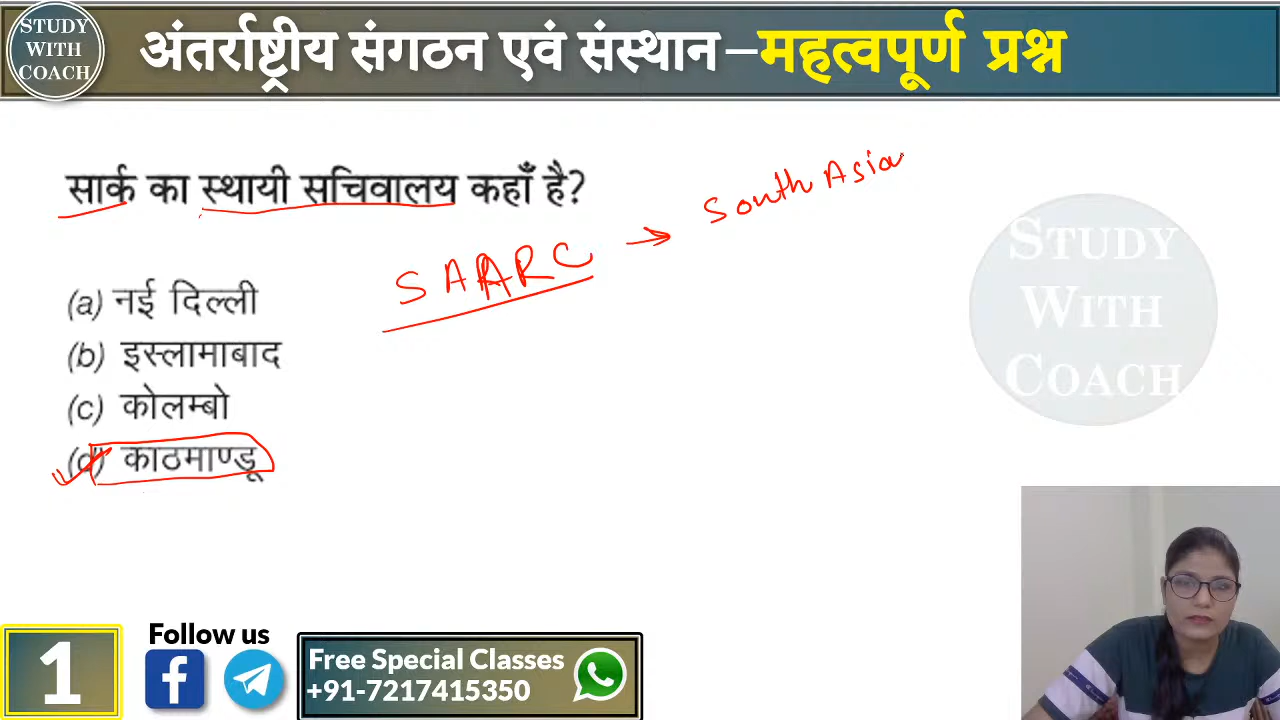 STUDY
WITH
COACH
अंतर्राष्ट्रीय संगठन एवं संस्थान–महत्वपूर्ण प्रश्न
सार्क का स्थायी सचिवालय कहाँ है?
South Asia
SAARC →
(a) नई दिल्ली
(b) इस्लामाबाद
(c) कोलम्बो
(d) काठमाण्डू
STUDY
WITH
COACH
1
Follow us
Free Special Classes
+91-7217415350